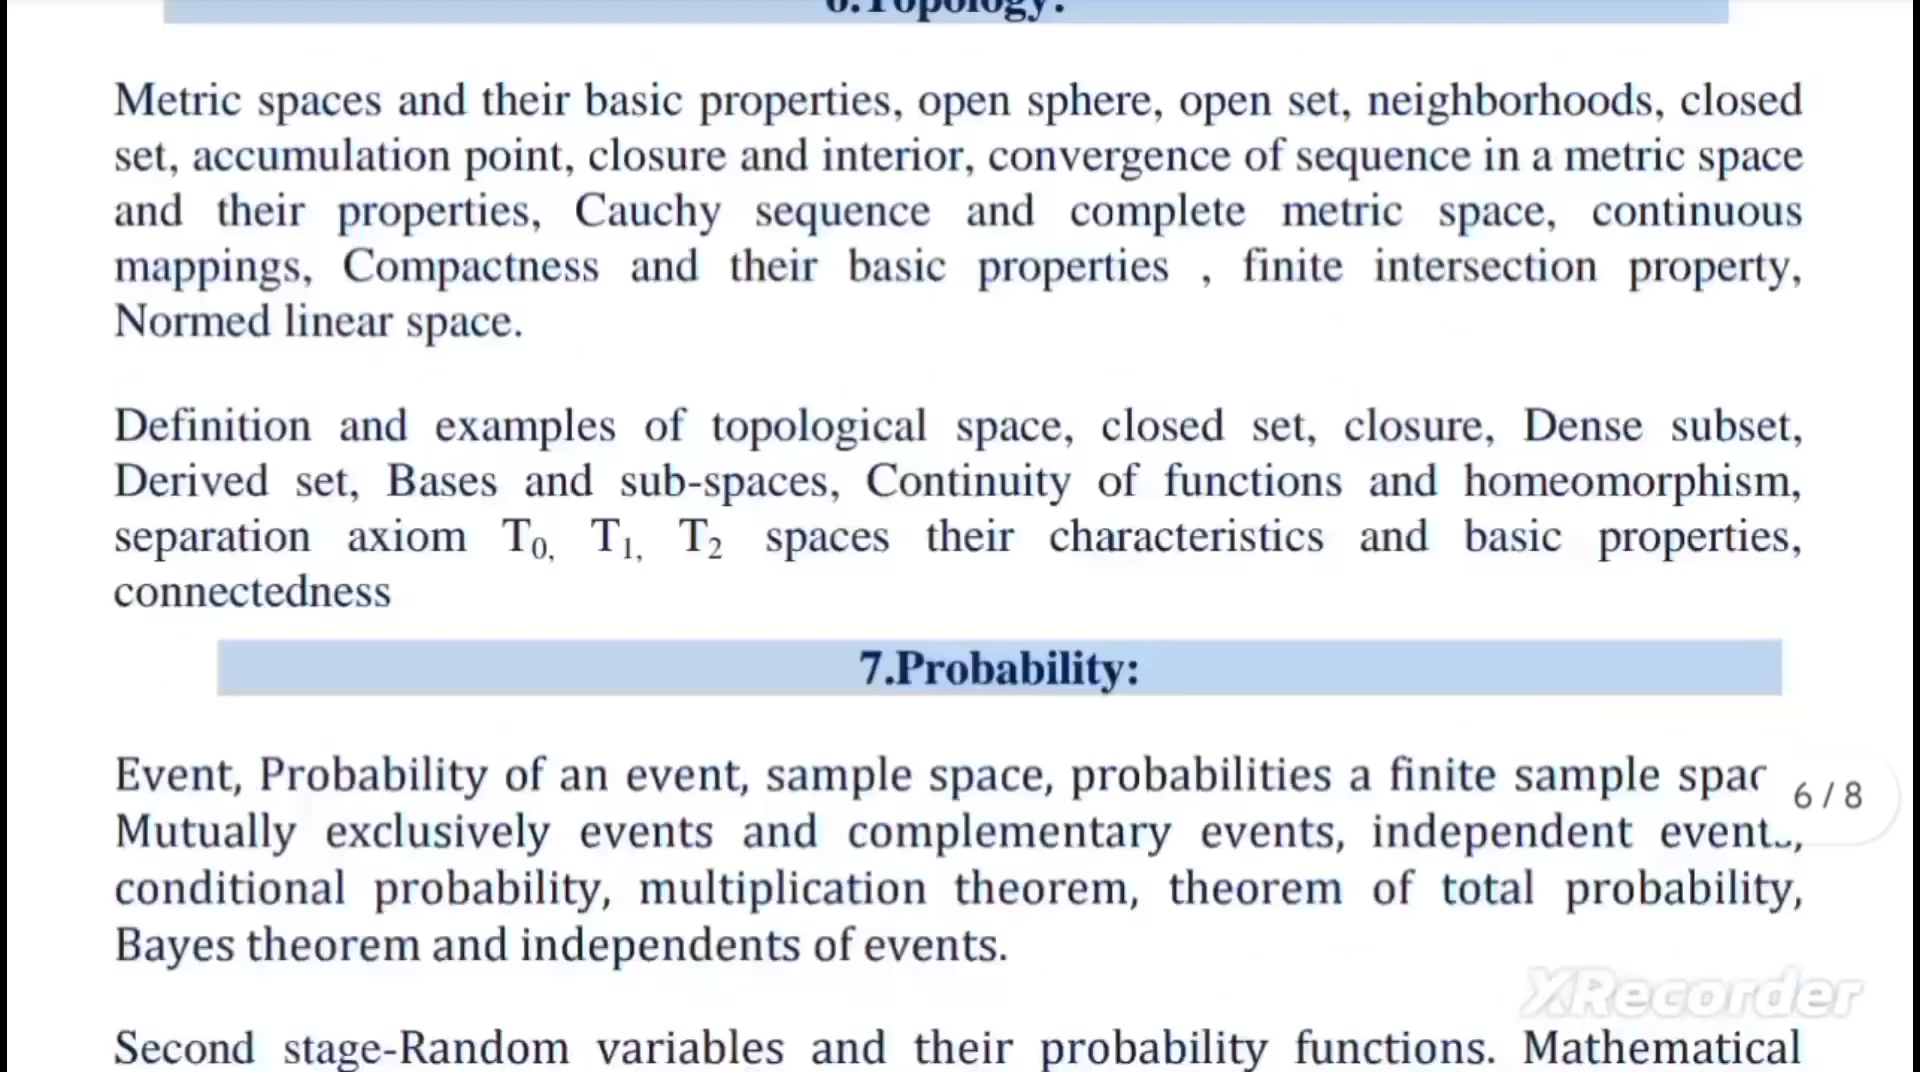 6.Topology:
Metric spaces and their basic properties, open sphere, open set, neighborhoods, closed
set, accumulation point, closure and interior, convergence of sequence in a metric space
and their properties, Cauchy sequence and complete metric space, continuous
mappings, Compactness and their basic properties , finite intersection property,
Normed linear space.
Definition and examples of topological space, closed set, closure, Dense subset,
Derived set, Bases and sub-spaces, Continuity of functions and homeomorphism,
separation axiom T₀, T₁, T₂ spaces their characteristics and basic properties,
connectedness
7.Probability:
Event, Probability of an event, sample space, probabilities a finite sample spac
6 / 8
Mutually exclusively events and complementary events, independent events,
conditional probability, multiplication theorem, theorem of total probability,
Bayes theorem and independents of events.
XRecorder
Second stage-Random variables and their probability functions. Mathematical